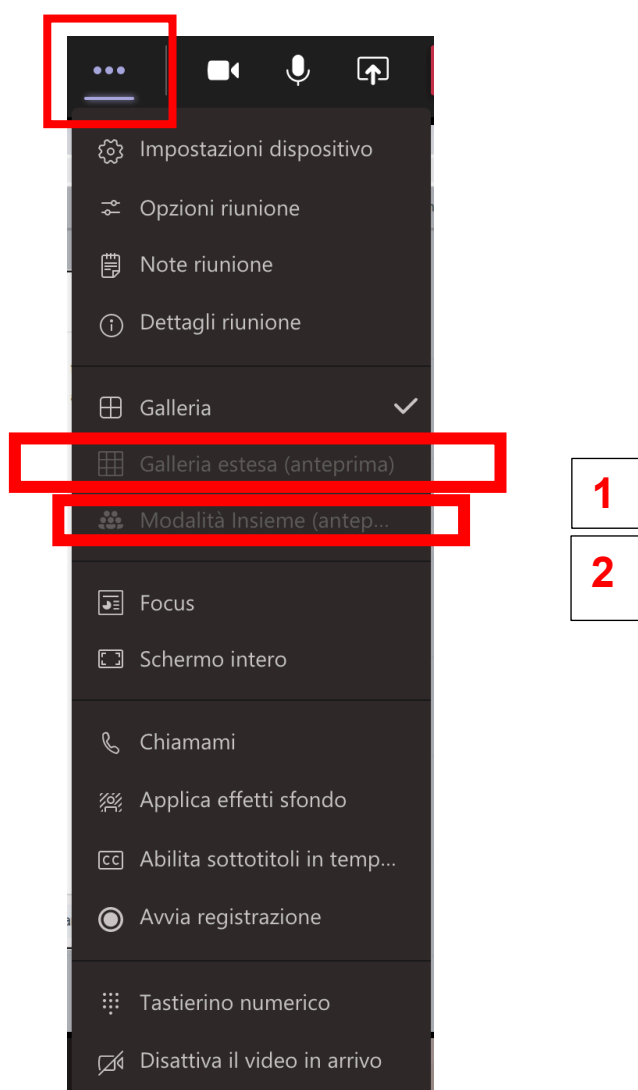 Impostazioni dispositivo
Opzioni riunione
Note riunione
Dettagli riunione
Galleria
Galleria estesa (anteprima)
Modalità Insieme (antep...
1
2
Focus
Schermo intero
Chiamami
Applica effetti sfondo
CC Abilita sottotitoli in temp...
Avvia registrazione
Tastierino numerico
Disattiva il video in arrivo